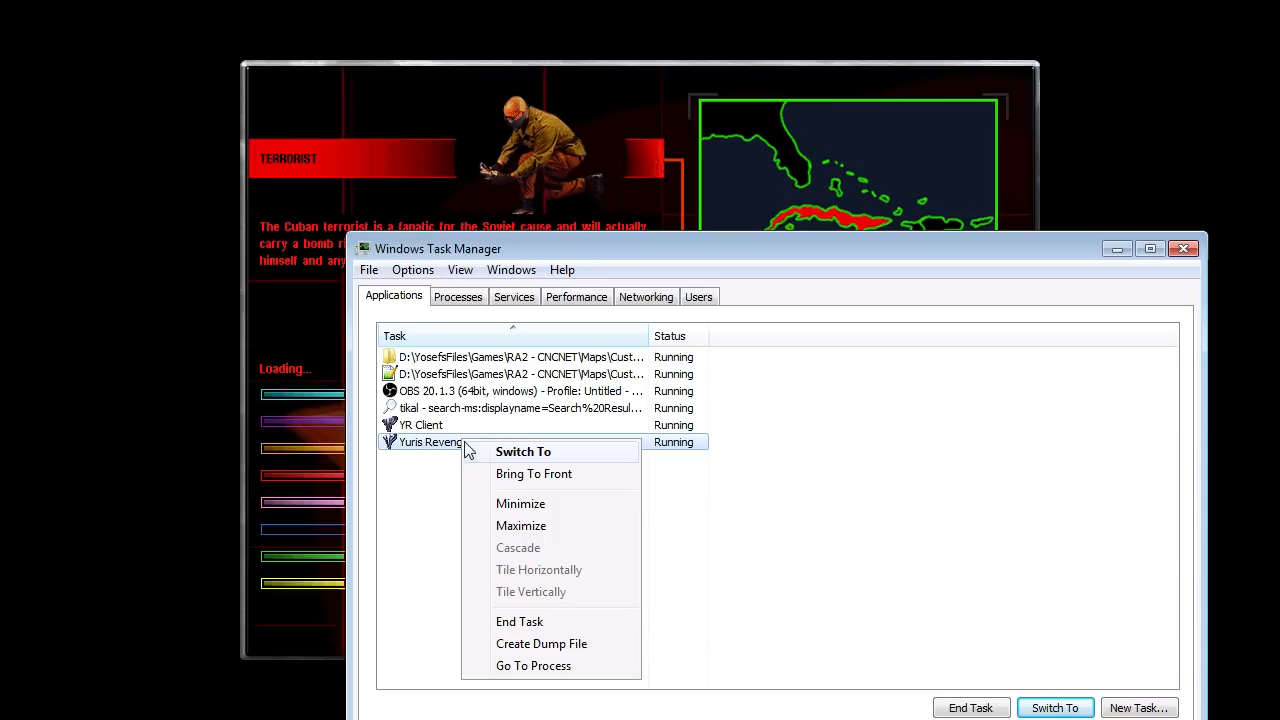 TERRORIST
The Cuban terrorist is a fanatic for the Soviet cause and will actually
carry a bomb
himself and
Loading...
Windows Task Manager
File Options View Windows Help
Applications Processes Services Performance Networking Users
Task Status
D:\YosefsFiles\Games\RA2 - CNCNET\Maps\Cust... Running
D:\YosefsFiles\Games\RA2 - CNCNET\Maps\Cust... Running
OBS 20.1.3 (64bit, windows) - Profile: Untitled - ... Running
tikal - search-ms:displayname=Search%20Resul... Running
YR Client Running
Yuris Reveng Running
Switch To
Bring To Front
Minimize
Maximize
Cascade
Tile Horizontally
Tile Vertically
End Task
Create Dump File
Go To Process
End Task Switch To New Task...